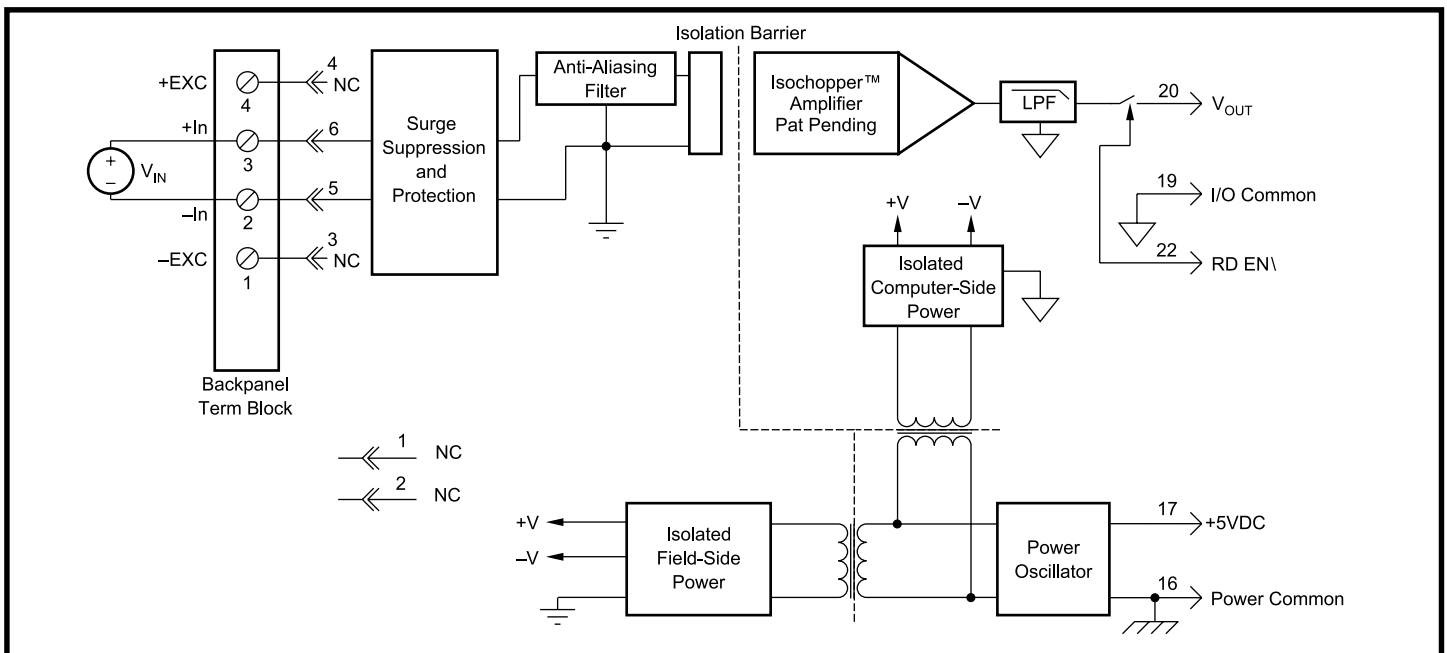 Isolation Barrier
+EXC
4
4
NC
+In
3
6
+
–
VIN
–In
2
5
–EXC
1
3
NC
Backpanel
Term Block
Surge
Suppression
and
Protection
Anti-Aliasing
Filter
Isochopper™
Amplifier
Pat Pending
LPF
20
VOUT
19
I/O Common
22
RD EN\
+V
–V
Isolated
Computer-Side
Power
1
NC
2
NC
+V
–V
Isolated
Field-Side
Power
Power
Oscillator
17
+5VDC
16
Power Common